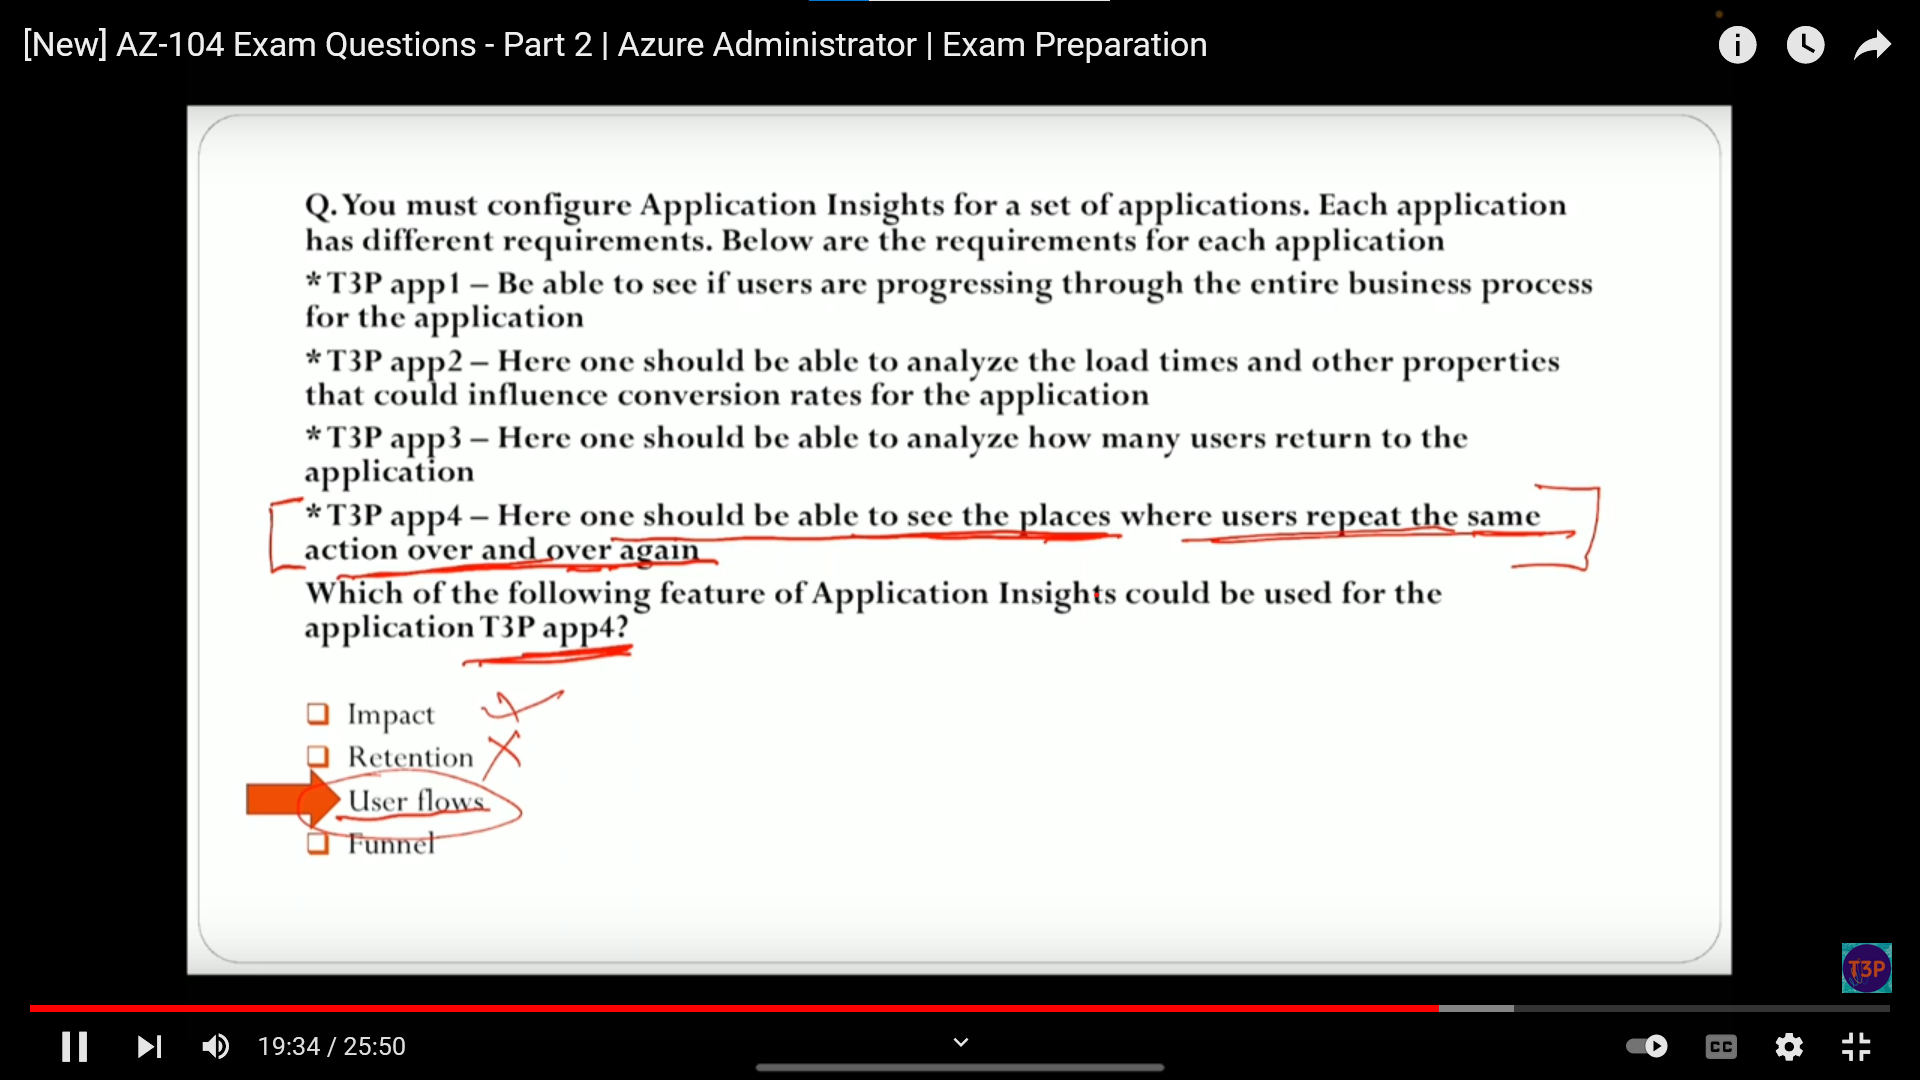 [New] AZ-104 Exam Questions - Part 2 | Azure Administrator | Exam Preparation
Q. You must configure Application Insights for a set of applications. Each application
has different requirements. Below are the requirements for each application
*T3P app1 – Be able to see if users are progressing through the entire business process
for the application
*T3P app2 – Here one should be able to analyze the load times and other properties
that could influence conversion rates for the application
*T3P app3 – Here one should be able to analyze how many users return to the
application
*T3P app4 – Here one should be able to see the places where users repeat the same
action over and over again
Which of the following feature of Application Insights could be used for the
application T3P app4?
Impact
Retention
User flows
Funnel
T3P
19:34 / 25:50
CC